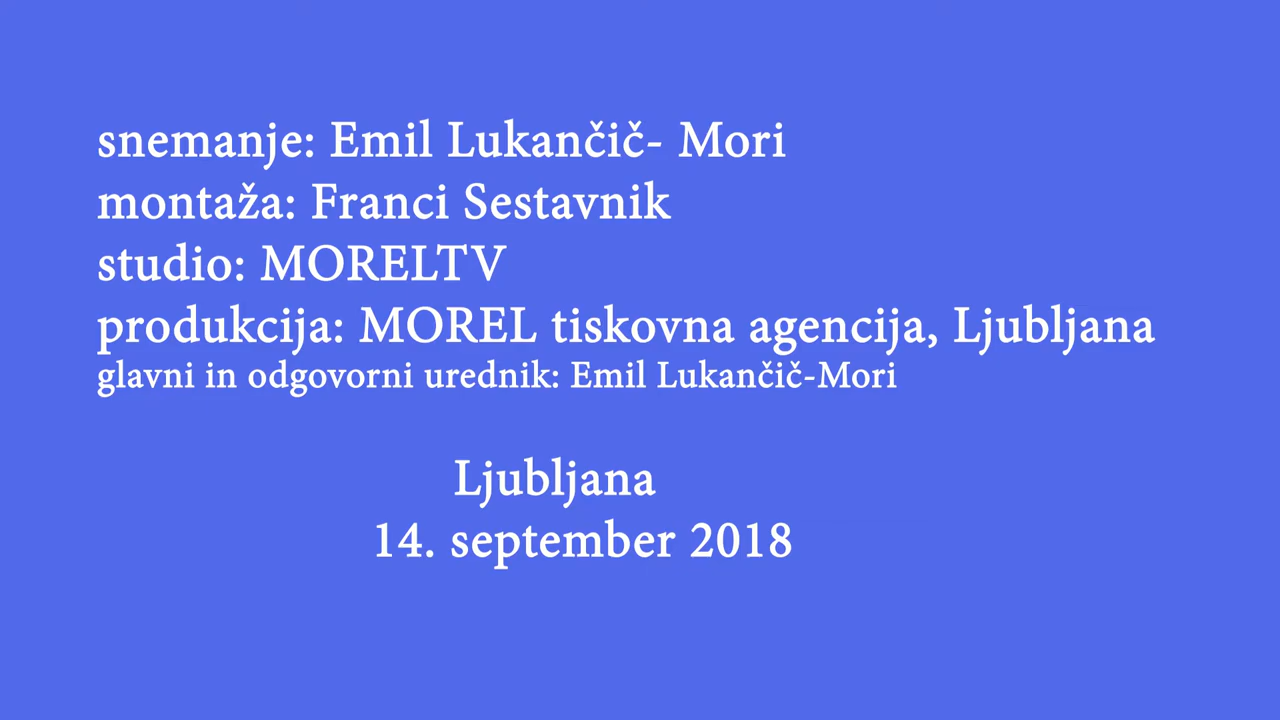 snemanje: Emil Lukančič- Mori
montaža: Franci Sestavnik
studio: MORELTV
produkcija: MOREL tiskovna agencija, Ljubljana
glavni in odgovorni urednik: Emil Lukančič-Mori
Ljubljana
14. september 2018